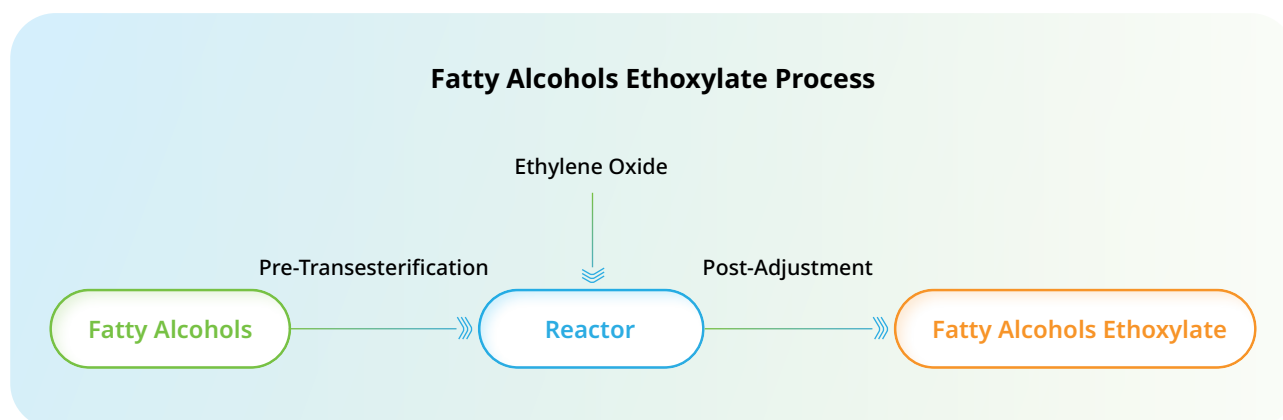 Fatty Alcohols Ethoxylate Process
Ethylene Oxide
Pre-Transesterification
Post-Adjustment
Fatty Alcohols
Reactor
Fatty Alcohols Ethoxylate